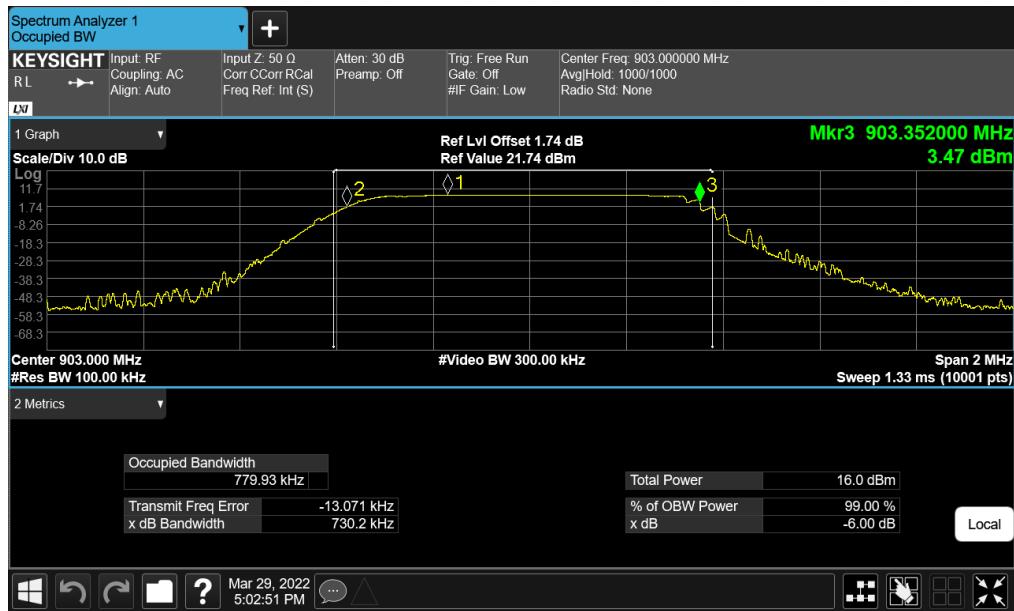 Spectrum Analyzer 1
Occupied BW
+
KEYSIGHT
R L
LXI
Input: RF
Coupling: AC
Align: Auto
Input Z: 50 Ω
Corr CCorr RCal
Freq Ref: Int (S)
Atten: 30 dB
Preamp: Off
Trig: Free Run
Gate: Off
#IF Gain: Low
Center Freq: 903.000000 MHz
Avg|Hold: 1000/1000
Radio Std: None
1 Graph
Scale/Div 10.0 dB
Ref Lvl Offset 1.74 dB
Ref Value 21.74 dBm
Mkr3 903.352000 MHz
3.47 dBm
Log
11.7
1.74
-8.26
-18.3
-28.3
-38.3
-48.3
-58.3
-68.3
2
1
3
Center 903.000 MHz
#Res BW 100.00 kHz
#Video BW 300.00 kHz
Span 2 MHz
Sweep 1.33 ms (10001 pts)
2 Metrics
Occupied Bandwidth
779.93 kHz
Transmit Freq Error -13.071 kHz
x dB Bandwidth 730.2 kHz
Total Power 16.0 dBm
% of OBW Power 99.00 %
x dB -6.00 dB
Local
?
Mar 29, 2022
5:02:51 PM